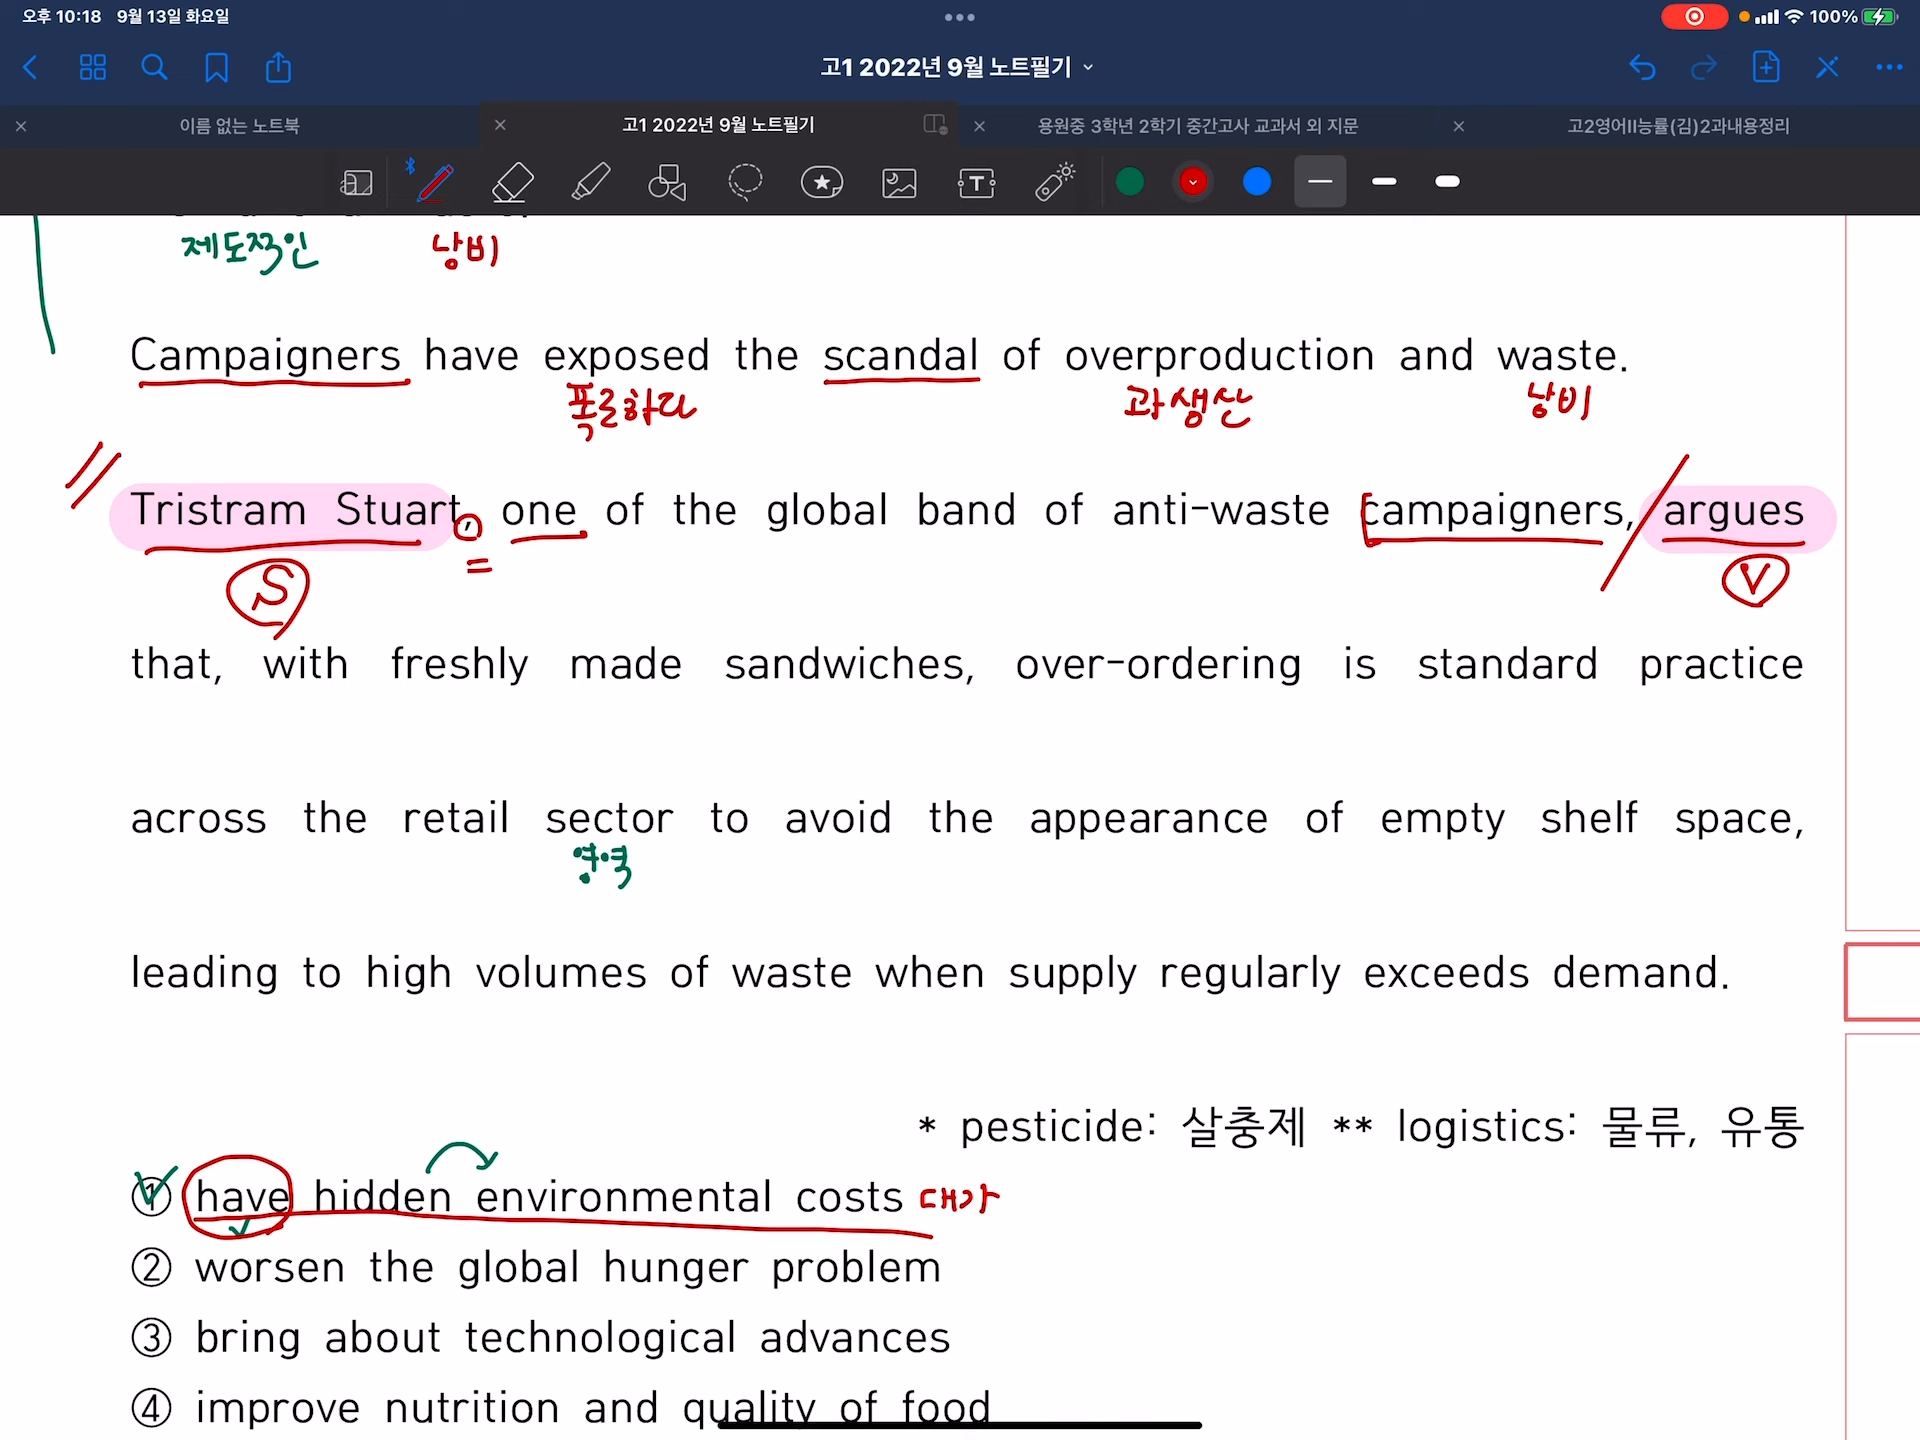 오후 10:18 9월 13일 화요일 100%
고1 2022년 9월 노트필기
이름 없는 노트북 고1 2022년 9월 노트필기 용원중 3학년 2학기 중간고사 교과서 외 지문 고2영어II능률(김)2과내용정리
제도적인 낭비
Campaigners have exposed the scandal of overproduction and waste.
폭로하다 과생산 낭비
Tristram Stuart, one of the global band of anti-waste campaigners, argues
= S V
that, with freshly made sandwiches, over-ordering is standard practice
across the retail sector to avoid the appearance of empty shelf space,
영역
leading to high volumes of waste when supply regularly exceeds demand.
* pesticide: 살충제 ** logistics: 물류, 유통
① have hidden environmental costs 대가
② worsen the global hunger problem
③ bring about technological advances
④ improve nutrition and quality of food